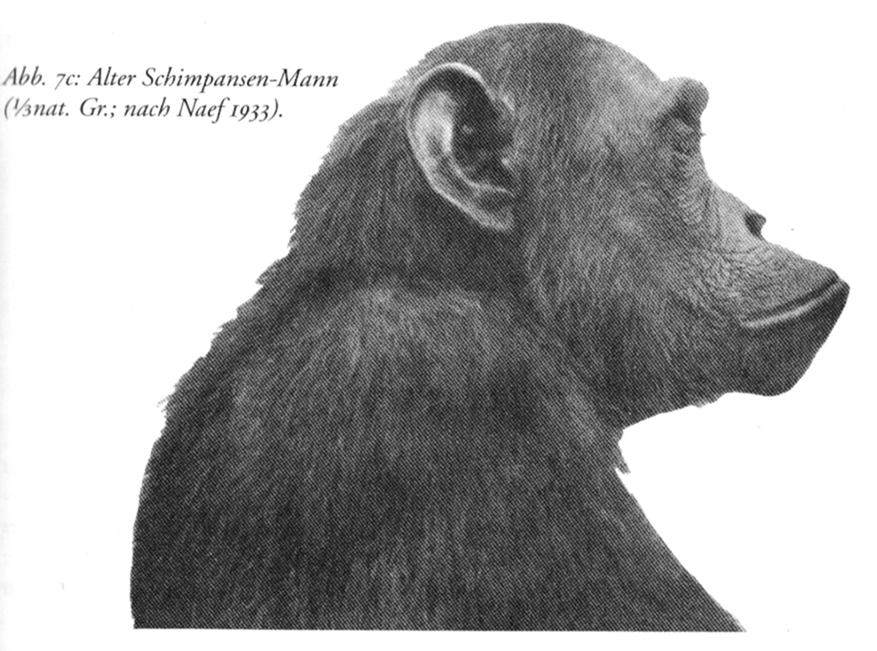 Abb. 7c: Alter Schimpansen-Mann
(⅓nat. Gr.; nach Naef 1933).